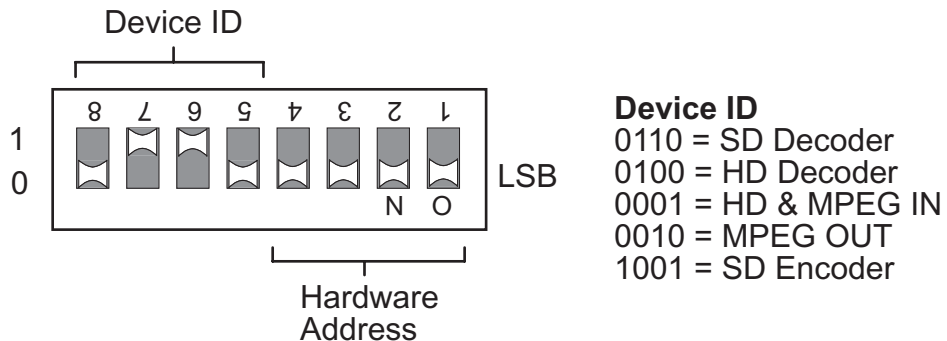 Device ID
8 7 6 5 4 3 2 1
1
0
LSB
N O
Hardware
Address
Device ID
0110 = SD Decoder
0100 = HD Decoder
0001 = HD & MPEG IN
0010 = MPEG OUT
1001 = SD Encoder